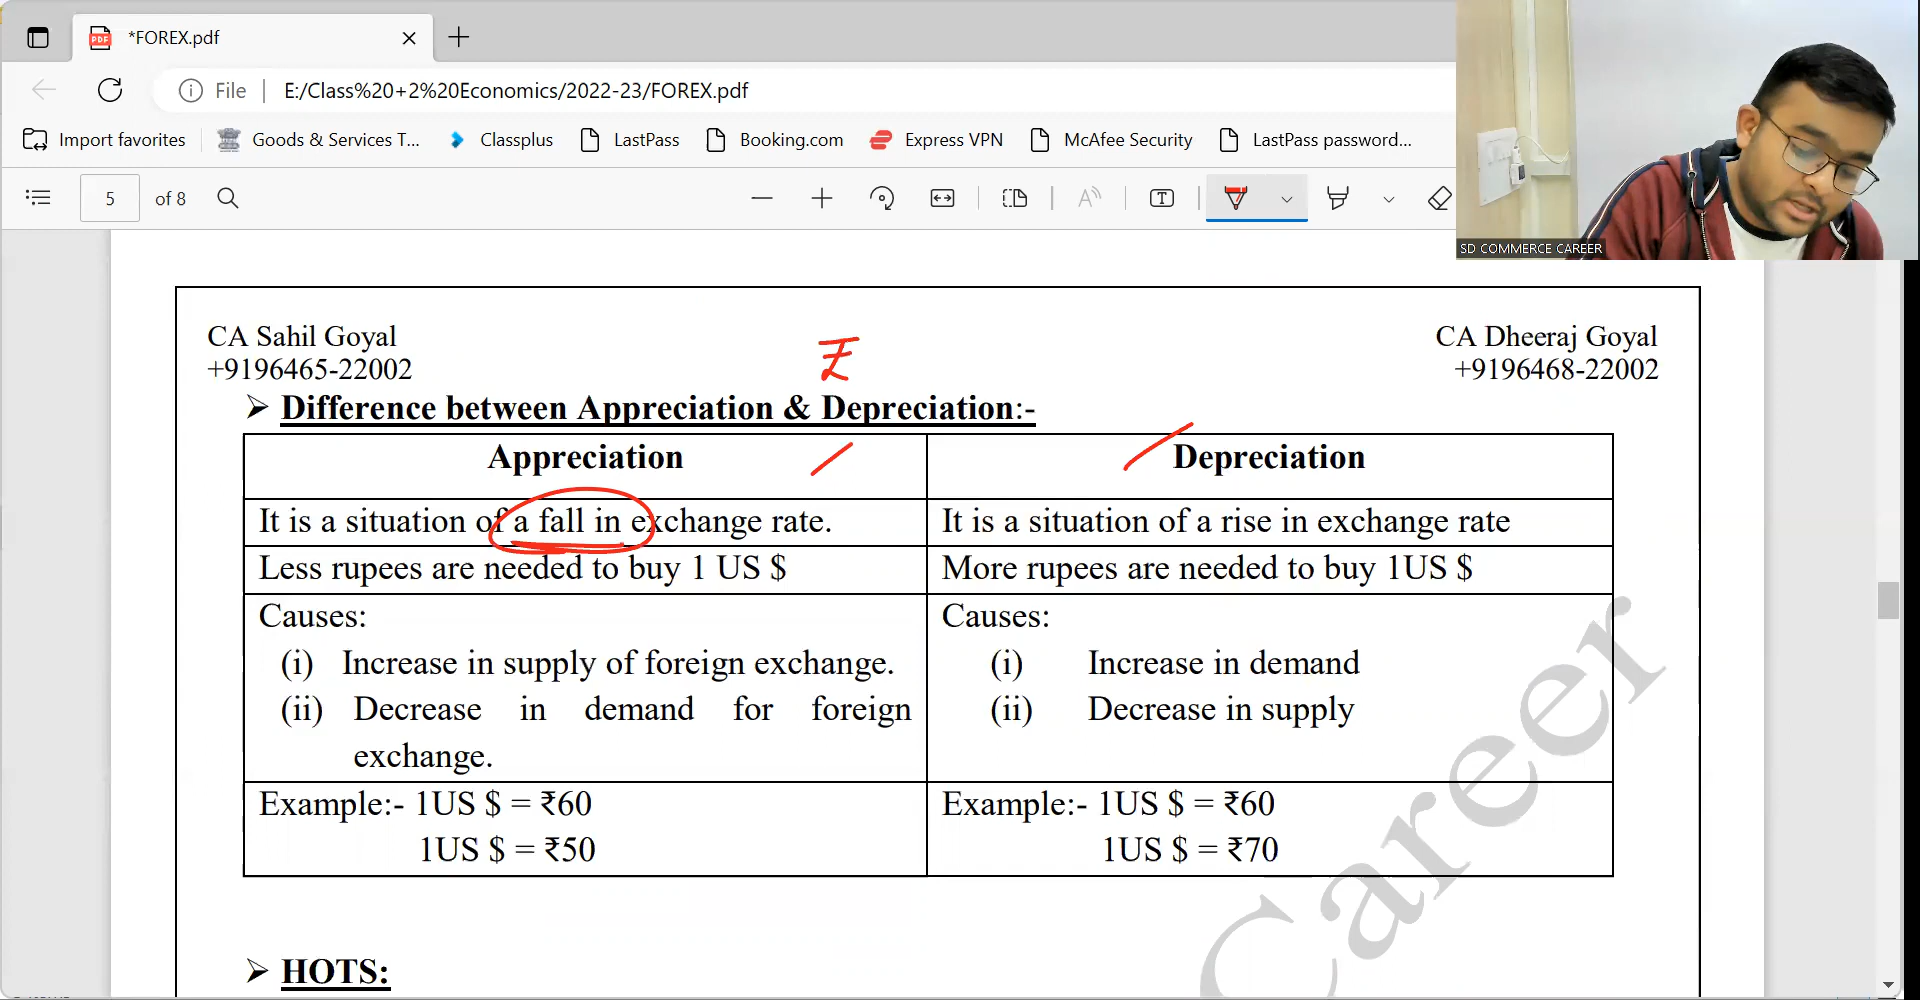 *FOREX.pdf
File
E:/Class%20+2%20Economics/2022-23/FOREX.pdf
Import favorites
Goods & Services T...
Classplus
LastPass
Booking.com
Express VPN
McAfee Security
LastPass password...
5 of 8
SD COMMERCE CAREER
CA Sahil Goyal
CA Dheeraj Goyal
+9196465-22002
+9196468-22002
➢ Difference between Appreciation & Depreciation:-
Appreciation
Depreciation
It is a situation of a fall in exchange rate.
It is a situation of a rise in exchange rate
Less rupees are needed to buy 1 US $
More rupees are needed to buy 1US $
Causes:
(i) Increase in supply of foreign exchange.
(ii) Decrease in demand for foreign
exchange.
Causes:
(i) Increase in demand
(ii) Decrease in supply
Example:- 1US $ = ₹60
1US $ = ₹50
Example:- 1US $ = ₹60
1US $ = ₹70
Career
➢ HOTS: